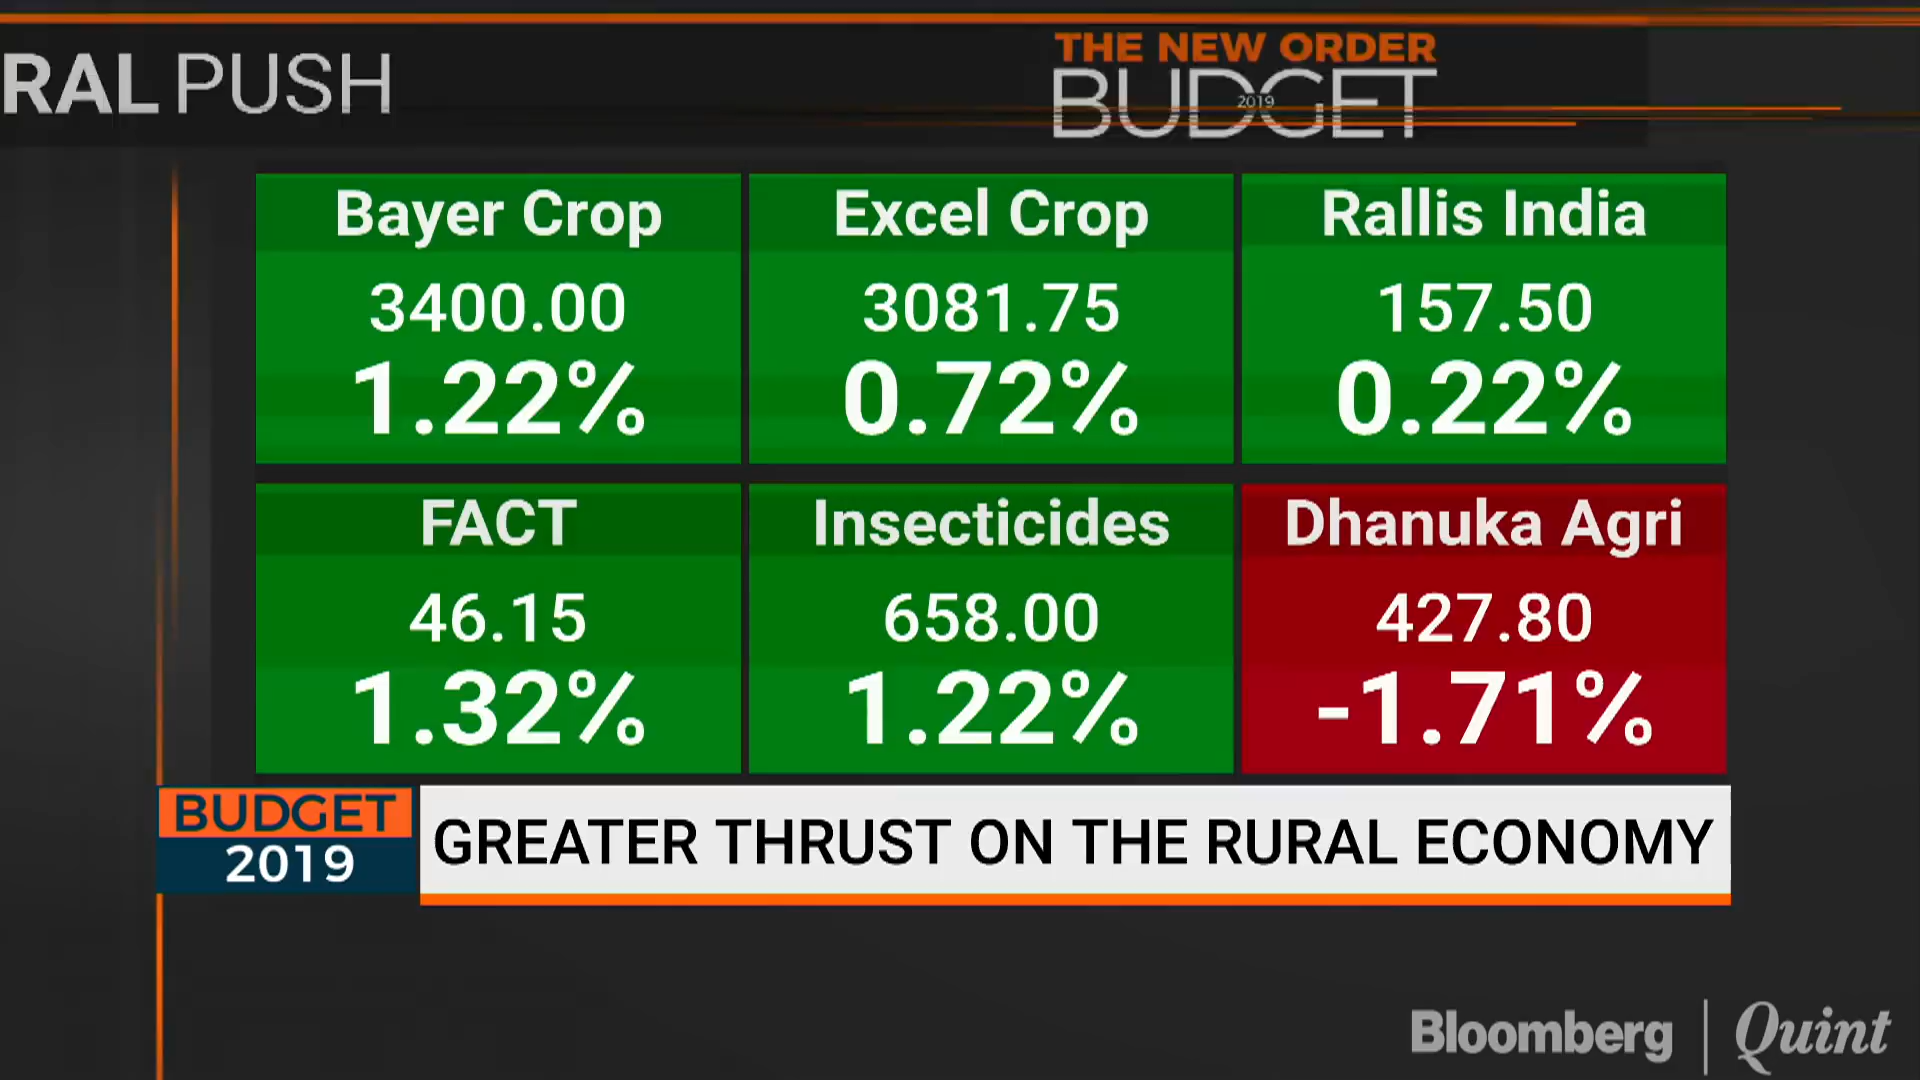 RAL PUSH
THE NEW ORDER
BUDGET
2019
Bayer Crop
3400.00
1.22%
Excel Crop
3081.75
0.72%
Rallis India
157.50
0.22%
FACT
46.15
1.32%
Insecticides
658.00
1.22%
Dhanuka Agri
427.80
-1.71%
BUDGET
2019
GREATER THRUST ON THE RURAL ECONOMY
Bloomberg | Quint